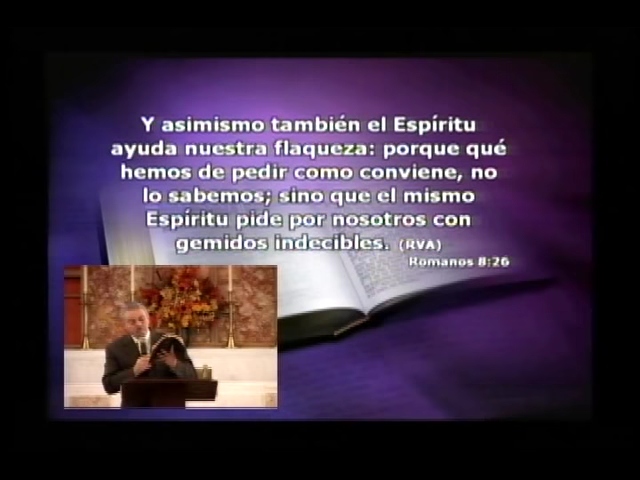 Y asimismo también el Espíritu
ayuda nuestra flaqueza: porque qué
hemos de pedir como conviene, no
lo sabemos; sino que el mismo
Espíritu pide por nosotros con
gemidos indecibles. (RVA)
Romanos 8:26